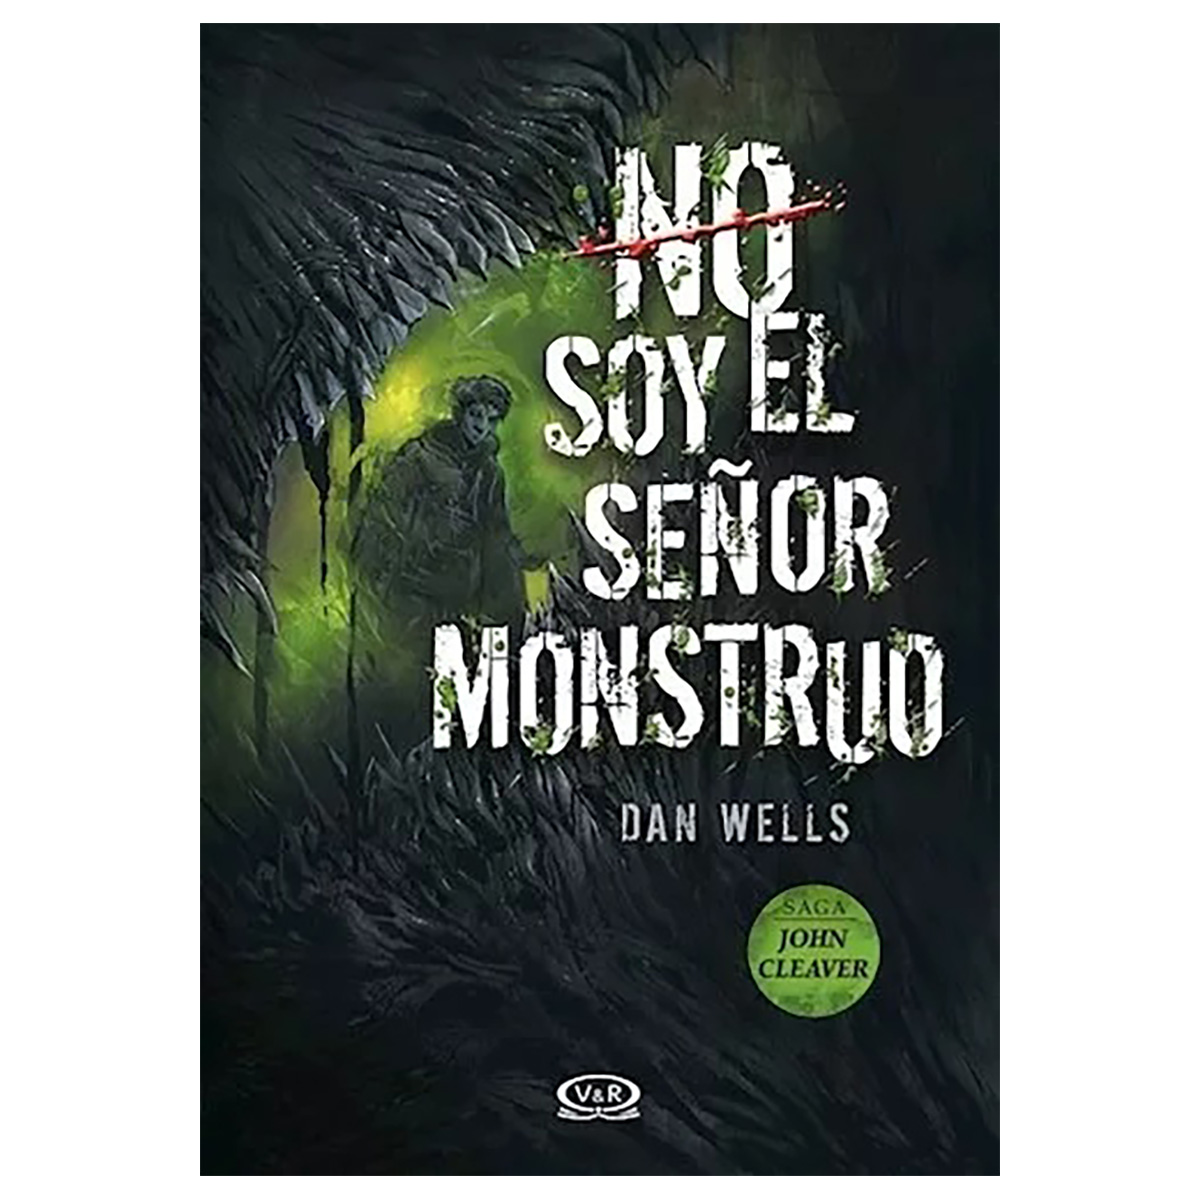 NO
SOY EL
SEÑOR
MONSTRUO
DAN WELLS
SAGA
JOHN
CLEAVER
V&R